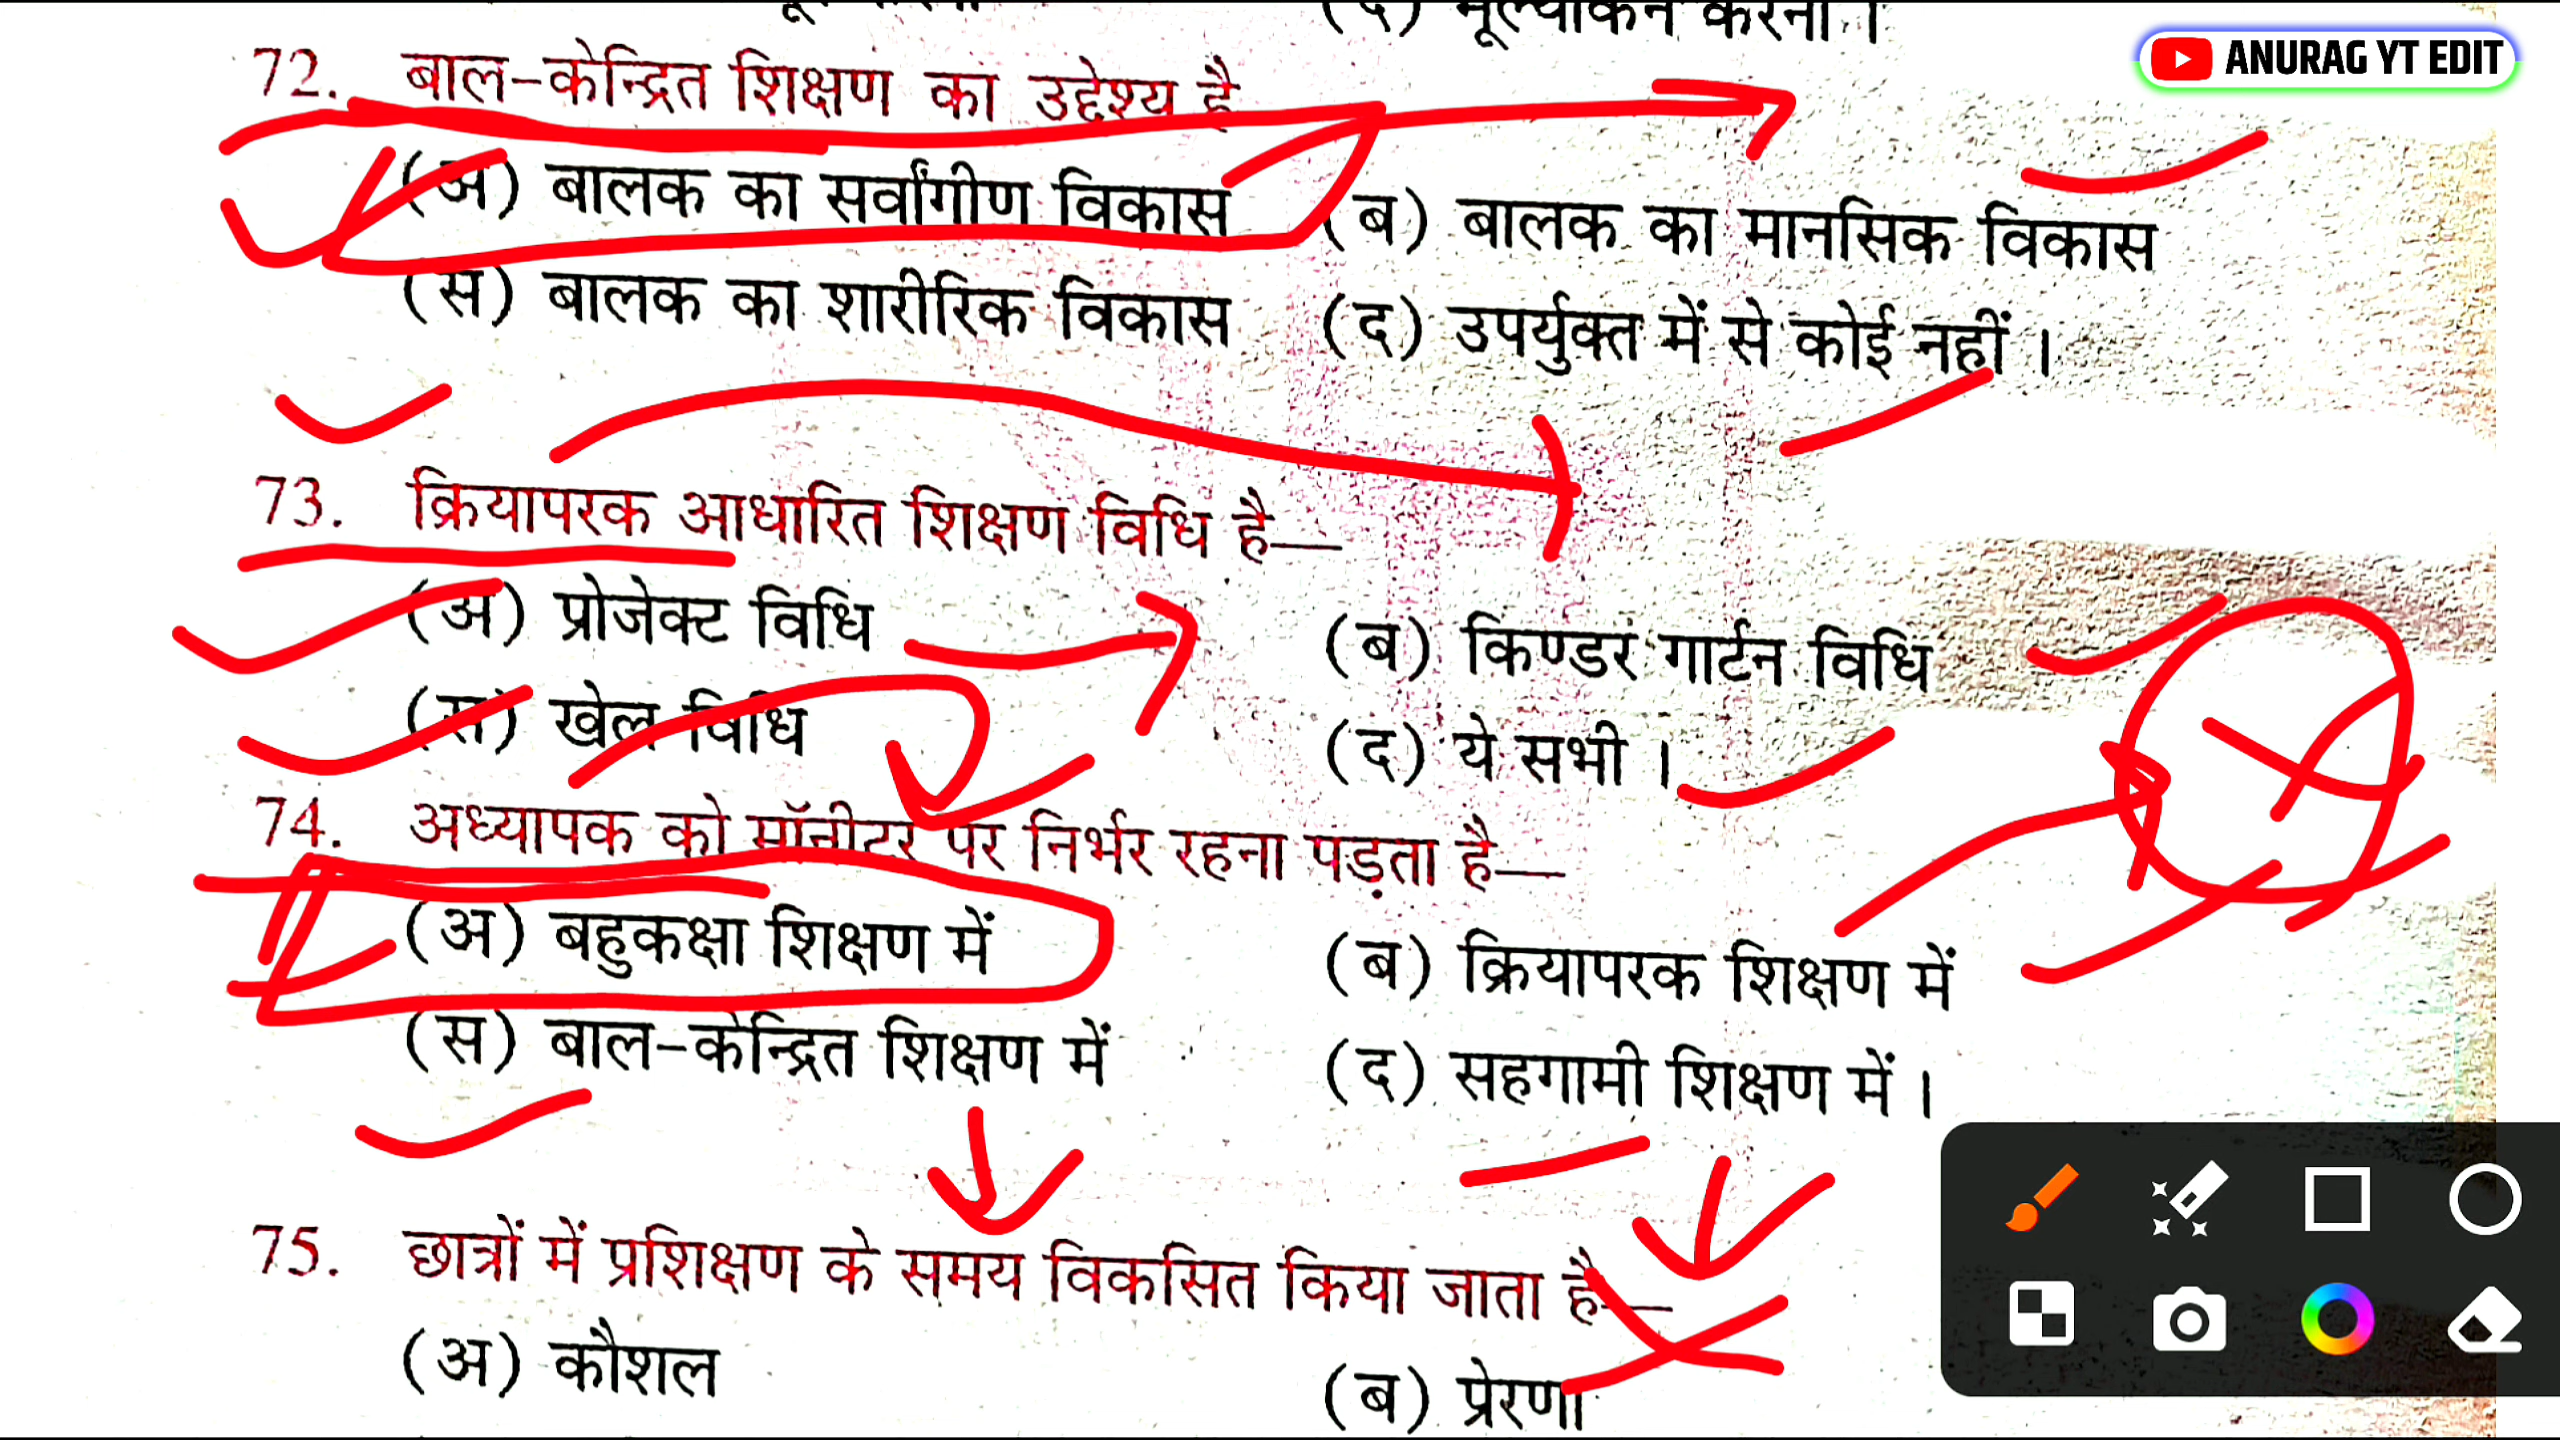 (द) मूल्यांकन करना।
ANURAG YT EDIT
72. बाल-केन्द्रित शिक्षण का उद्देश्य है
(अ) बालक का सर्वांगीण विकास (ब) बालक का मानसिक विकास
(स) बालक का शारीरिक विकास (द) उपर्युक्त में से कोई नहीं।
73. क्रियापरक आधारित शिक्षण विधि है—
(अ) प्रोजेक्ट विधि (ब) किण्डर गार्टन विधि
(स) खेल विधि (द) ये सभी।
74. अध्यापक को मॉनीटर पर निर्भर रहना पड़ता है—
(अ) बहुकक्षा शिक्षण में (ब) क्रियापरक शिक्षण में
(स) बाल-केन्द्रित शिक्षण में (द) सहगामी शिक्षण में।
75. छात्रों में प्रशिक्षण के समय विकसित किया जाता है—
(अ) कौशल (ब) प्रेरणा